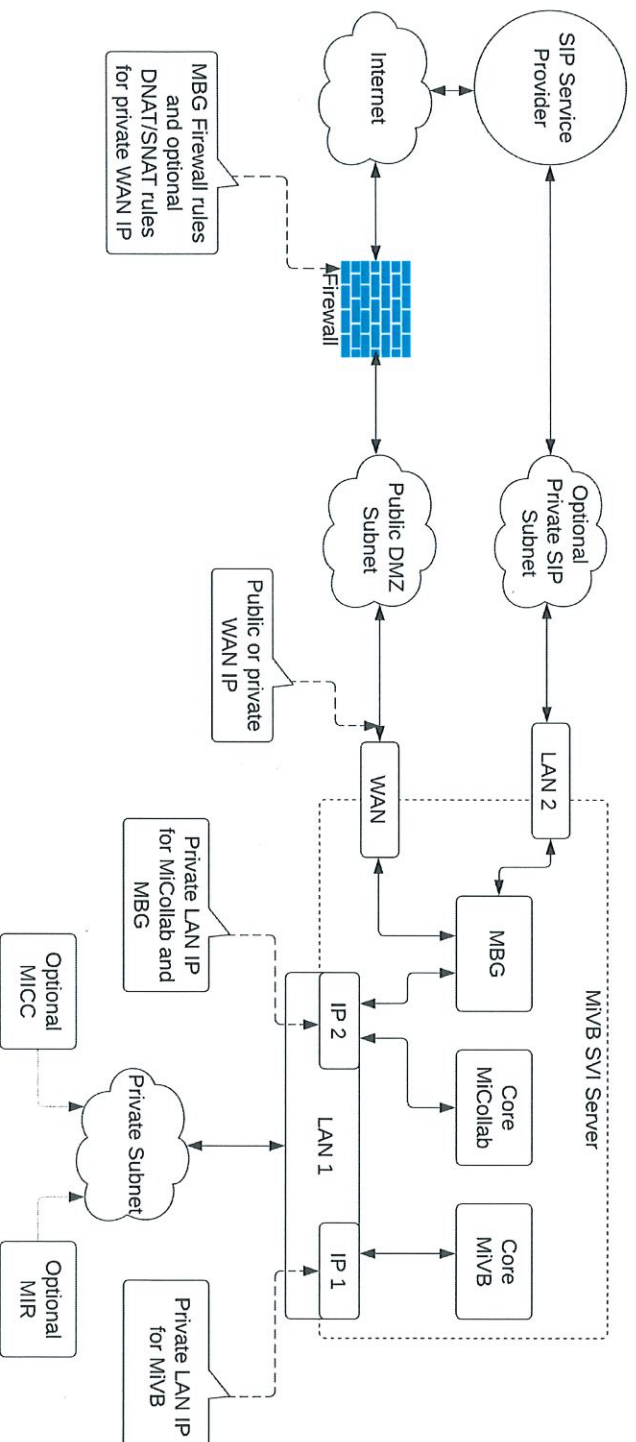 SIP Service
Provider
Optional
Private SIP
Subnet
LAN 2
MiVB SVI Server
Internet
Firewall
Public DMZ
Subnet
WAN
MBG
Core
MiCollab
Core
MiVB
IP 2
LAN 1
IP 1
MBG Firewall rules
and optional
DNAT/SNAT rules
for private WAN IP
Public or private
WAN IP
Private LAN IP
for MiCollab and
MBG
Private Subnet
Private LAN IP
for MiVB
Optional
MICC
Optional
MIR